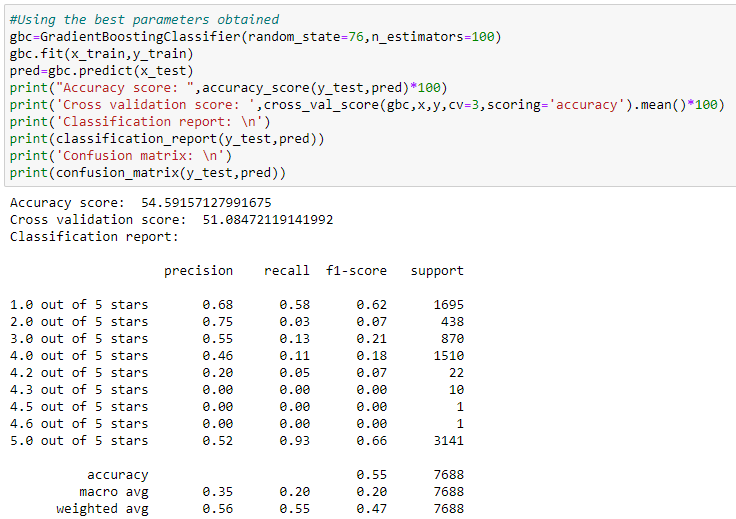 #Using the best parameters obtained
gbc=GradientBoostingClassifier(random_state=76,n_estimators=100)
gbc.fit(x_train,y_train)
pred=gbc.predict(x_test)
print("Accuracy score: ",accuracy_score(y_test,pred)*100)
print('Cross validation score: ',cross_val_score(gbc,x,y,cv=3,scoring='accuracy').mean()*100)
print('Classification report: \n')
print(classification_report(y_test,pred))
print('Confusion matrix: \n')
print(confusion_matrix(y_test,pred))
Accuracy score:  54.59157127991675
Cross validation score:  51.08472119141992
Classification report:
precision recall f1-score support
1.0 out of 5 stars 0.68 0.58 0.62 1695
2.0 out of 5 stars 0.75 0.03 0.07 438
3.0 out of 5 stars 0.55 0.13 0.21 870
4.0 out of 5 stars 0.46 0.11 0.18 1510
4.2 out of 5 stars 0.20 0.05 0.07 22
4.3 out of 5 stars 0.00 0.00 0.00 10
4.5 out of 5 stars 0.00 0.00 0.00 1
4.6 out of 5 stars 0.00 0.00 0.00 1
5.0 out of 5 stars 0.52 0.93 0.66 3141
accuracy 0.55 7688
macro avg 0.35 0.20 0.20 7688
weighted avg 0.56 0.55 0.47 7688